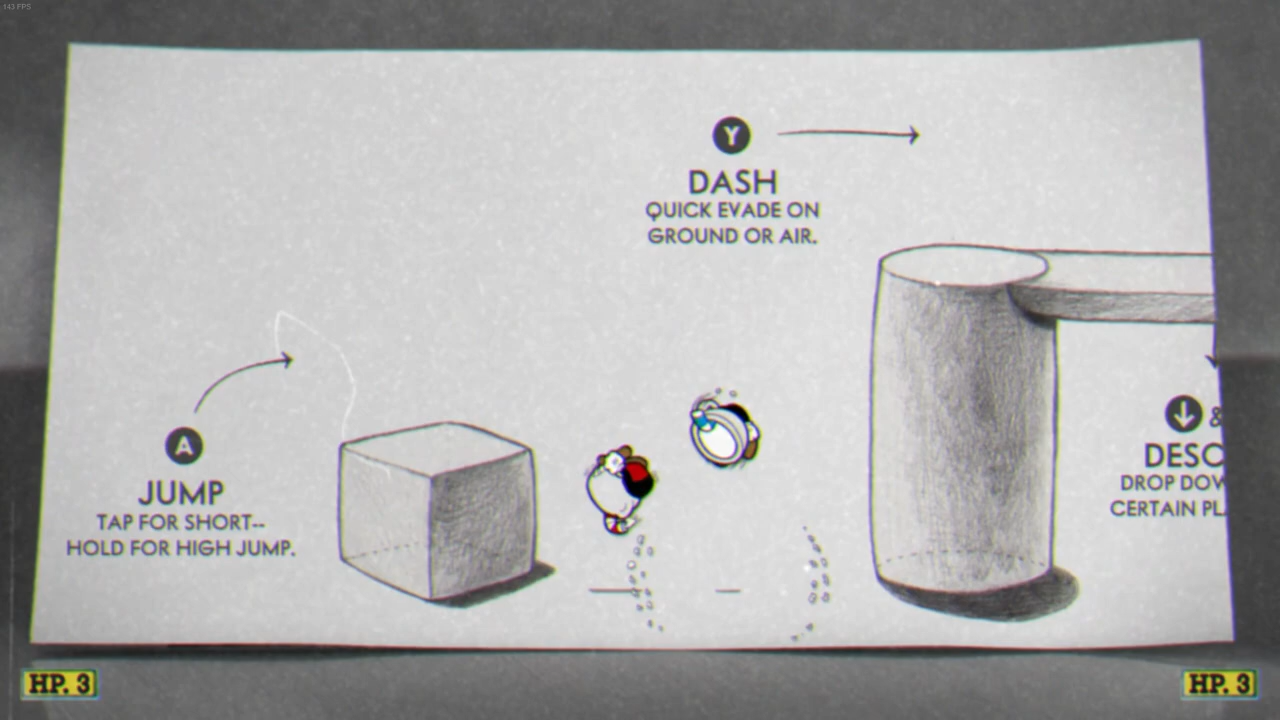 143 FPS
Y
DASH
QUICK EVADE ON
GROUND OR AIR.
A
JUMP
TAP FOR SHORT--
HOLD FOR HIGH JUMP.
&
DESC
DROP DOW
CERTAIN PL
HP. 3
HP. 3